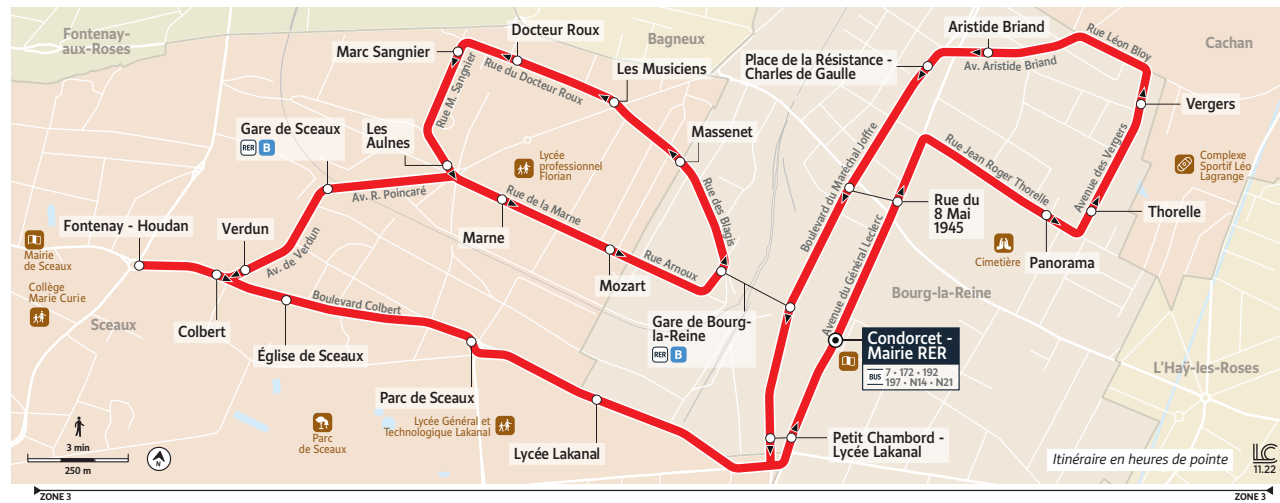 Fontenay-
aux-Roses
Marc Sangnier
Docteur Roux
Bagneux
Aristide Briand
Cachan
Rue Léon Bloy
Av. Aristide Briand
Place de la Résistance -
Charles de Gaulle
Les Musiciens
Rue du Docteur Roux
Rue M. Sangnier
Vergers
Gare de Sceaux
RER B
Les
Aulnes
Massenet
Lycée
professionnel
Florian
Boulevard du Maréchal Joffre
Rue Jean Roger Thorelle
Avenue des Vergers
Complexe
Sportif Léo
Lagrange
Av. R. Poincaré
Rue de la Marne
Rue des Blagis
Rue du
8 Mai
1945
Thorelle
Fontenay - Houdan
Verdun
Marne
Avenue du Général Leclerc
Cimetière
Panorama
Mairie
de Sceaux
Av. de Verdun
Rue Arnoux
Mozart
Collège
Marie Curie
Bourg-la-Reine
Sceaux
Boulevard Colbert
Colbert
Gare de Bourg-
la-Reine
RER B
Condorcet -
Mairie RER
BUS
7 • 172 • 192
197 • N14 • N21
Église de Sceaux
L'Haÿ-les-Roses
Parc de Sceaux
Lycée Général et
Technologique Lakanal
Parc
de Sceaux
Lycée Lakanal
Petit Chambord -
Lycée Lakanal
3 min
250 m
N
Itinéraire en heures de pointe
LC
11.22
ZONE 3
ZONE 3